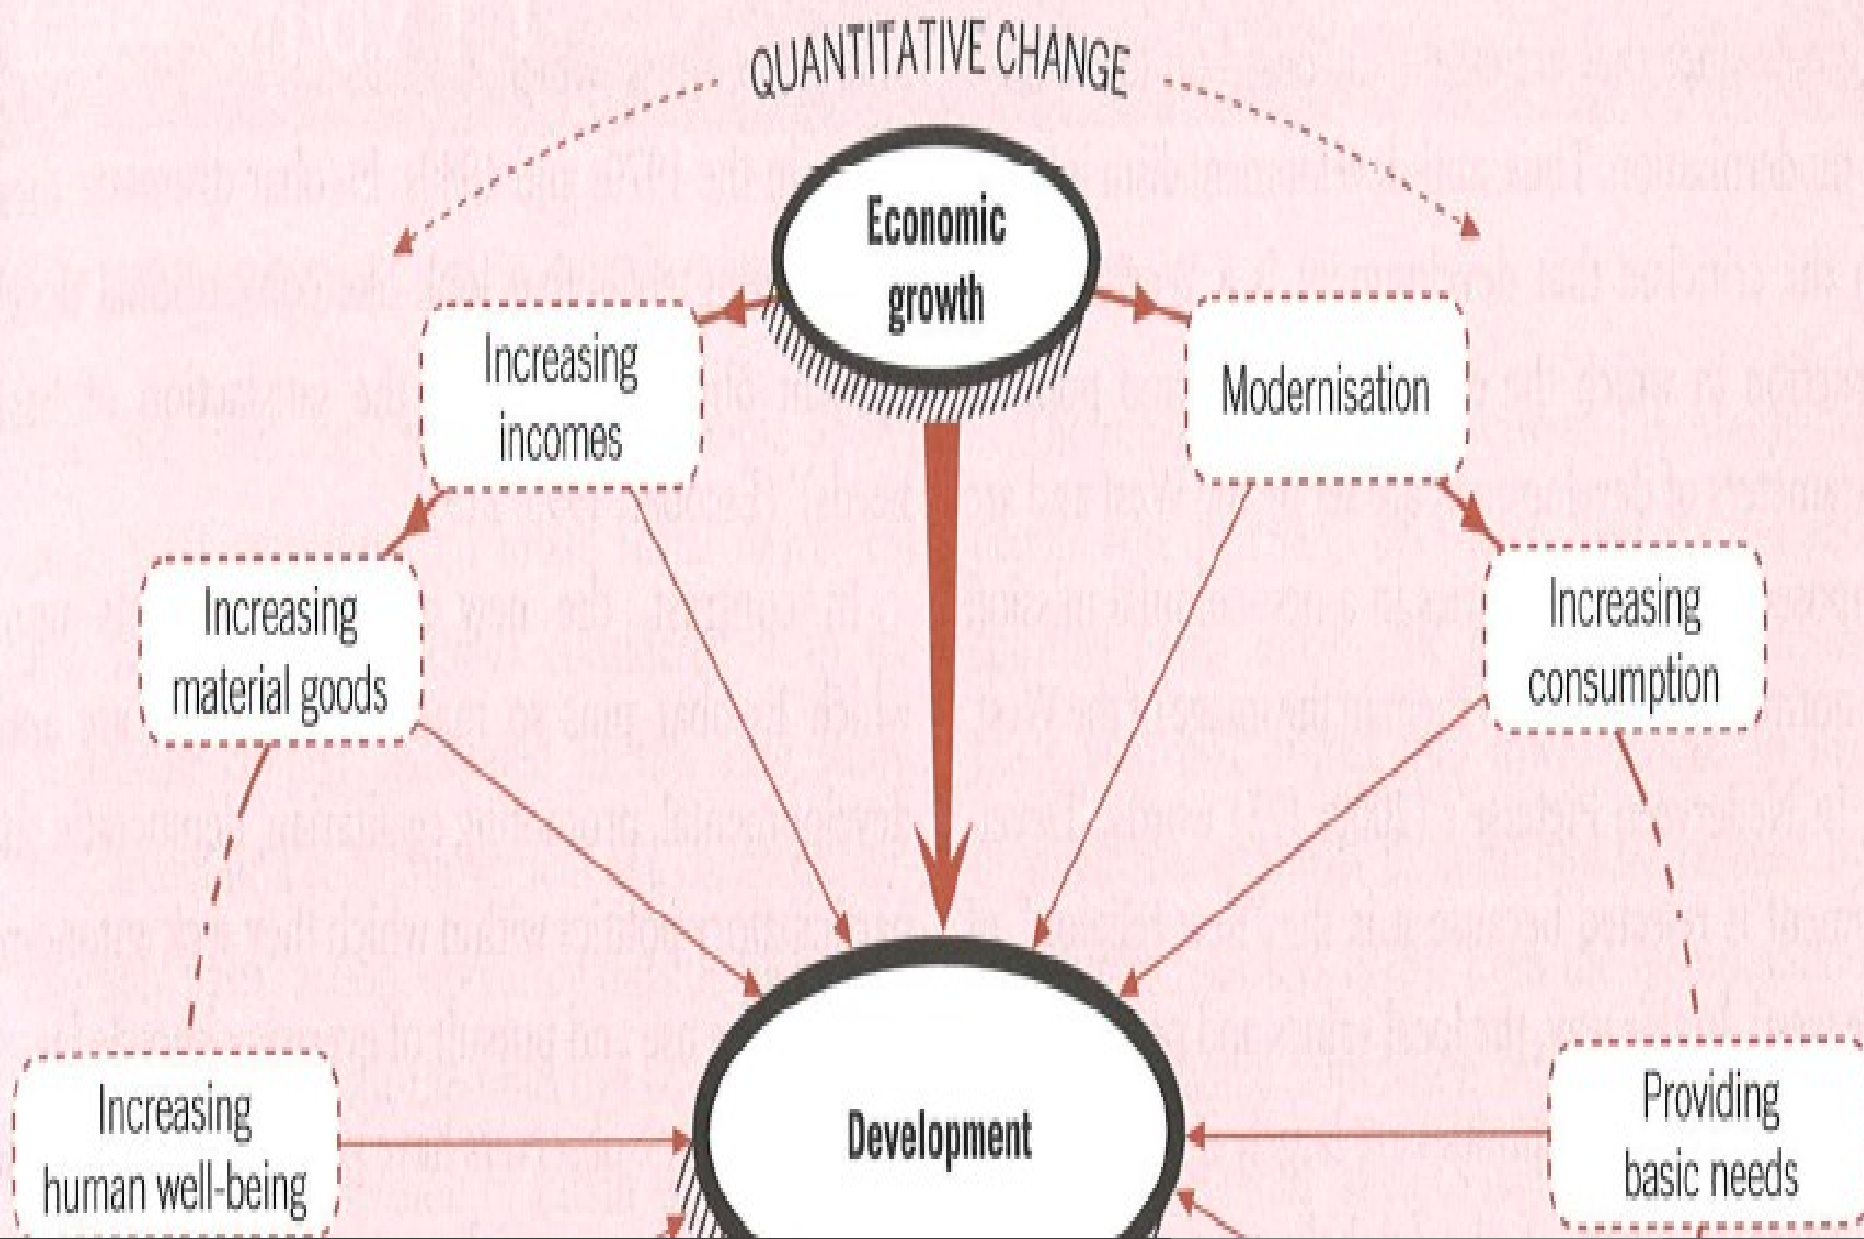 QUANTITATIVE CHANGE
Economic
growth
Increasing
incomes
Modernisation
Increasing
material goods
Increasing
consumption
Increasing
human well-being
Development
Providing
basic needs